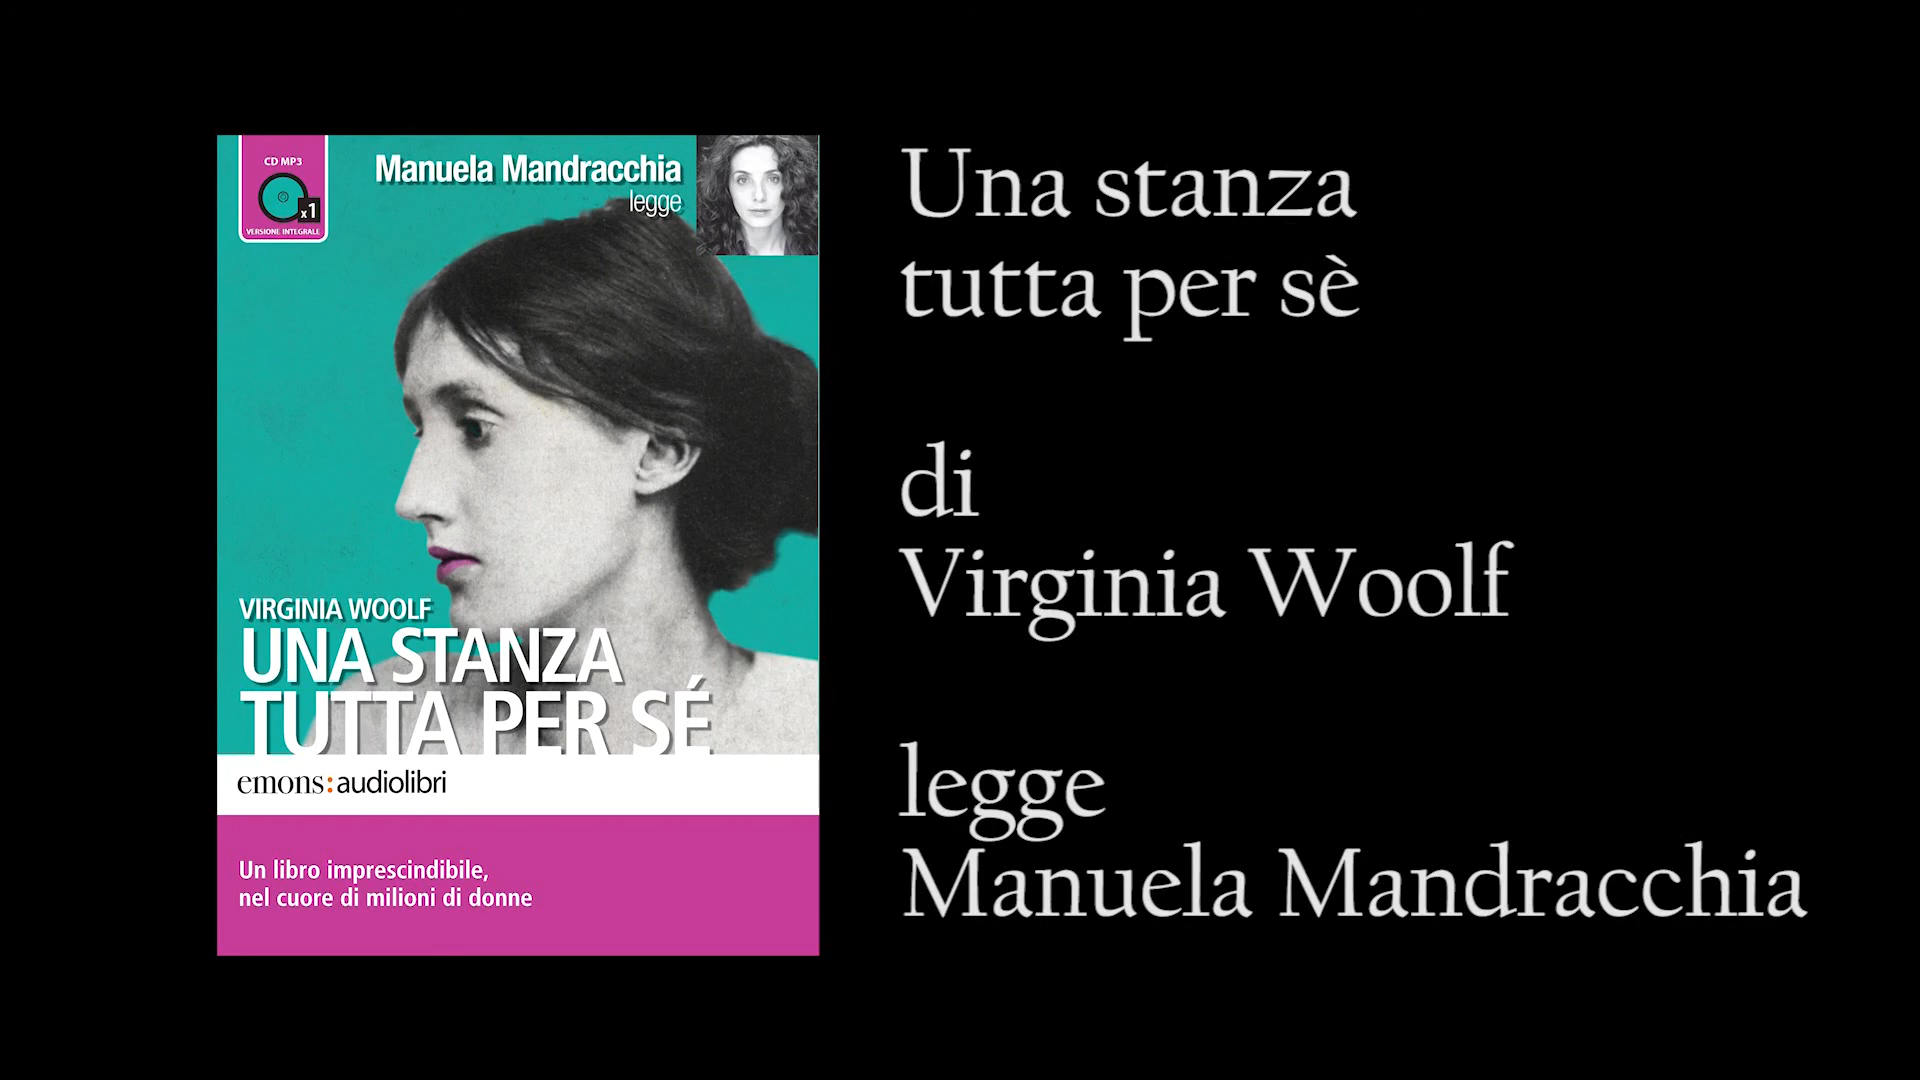 CD MP3
x1
VERSIONE INTEGRALE
Manuela Mandracchia
legge
VIRGINIA WOOLF
UNA STANZA
TUTTA PER SÉ
emons:audiolibri
Un libro imprescindibile,
nel cuore di milioni di donne
Una stanza
tutta per sè
di
Virginia Woolf
legge
Manuela Mandracchia